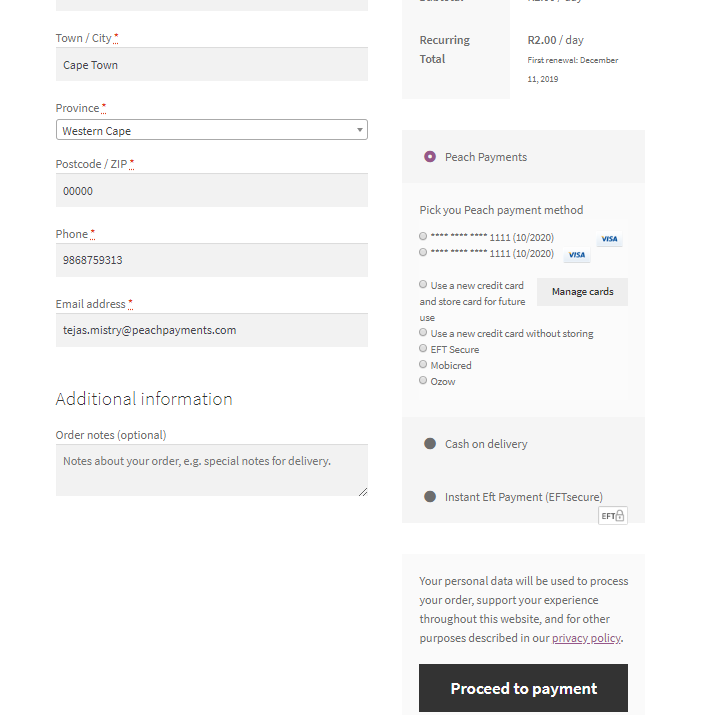 Town / City *
Cape Town
Province *
Western Cape
Postcode / ZIP *
00000
Phone *
9868759313
Email address *
tejas.mistry@peachpayments.com
Additional information
Order notes (optional)
Notes about your order, e.g. special notes for delivery.
Recurring
Total
R2.00 / day
First renewal: December
11, 2019
Peach Payments
Pick you Peach payment method
**** **** **** 1111 (10/2020) VISA
**** **** **** 1111 (10/2020) VISA
Use a new credit card
and store card for future
use
Manage cards
Use a new credit card without storing
EFT Secure
Mobicred
Ozow
Cash on delivery
Instant Eft Payment (EFTsecure)
EFT
Your personal data will be used to process
your order, support your experience
throughout this website, and for other
purposes described in our privacy policy.
Proceed to payment